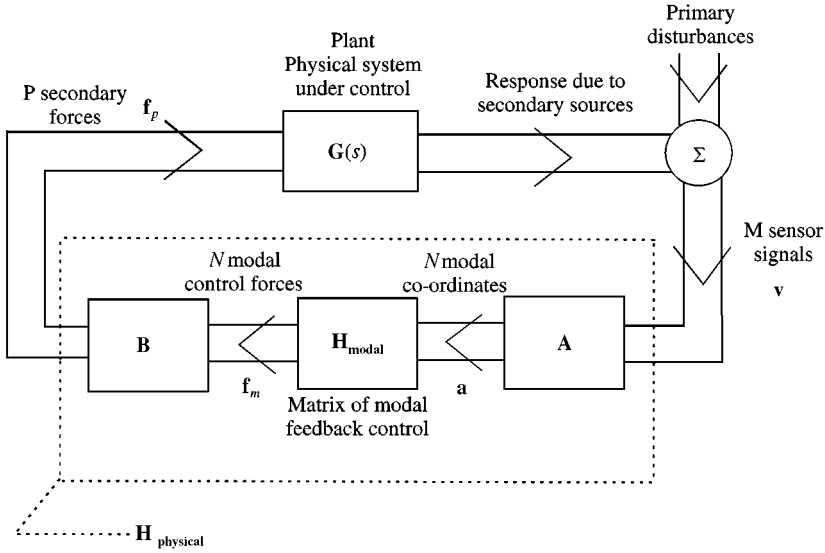 Primary
disturbances
Plant
Physical system
under control
Response due to
secondary sources
P secondary
forces
f_p
G(s)
Σ
M sensor
signals
v
N modal
control forces
N modal
co-ordinates
B
H_modal
A
f_m
Matrix of modal
feedback control
a
H_physical